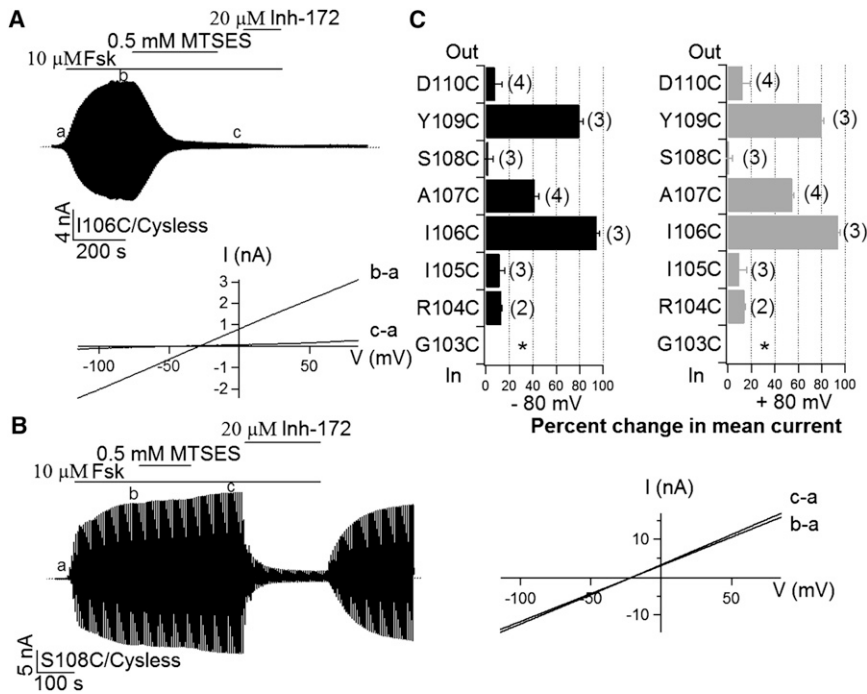 A
20 µM Inh-172
0.5 mM MTSES
10 µM Fsk
a
b
c
4 nA
I106C/Cysless
200 s
I (nA)
3
2
1
-1
-2
-100
-50
50
V (mV)
b-a
c-a
B
20 µM Inh-172
0.5 mM MTSES
10 µM Fsk
a
b
c
5 nA
S108C/Cysless
100 s
C
Out
D110C
(4)
Y109C
(3)
S108C
(3)
A107C
(4)
I106C
(3)
I105C
(3)
R104C
(2)
G103C
*
In
0 20 40 60 80 100
- 80 mV
Out
D110C
(4)
Y109C
(3)
S108C
(3)
A107C
(4)
I106C
(3)
I105C
(3)
R104C
(2)
G103C
*
In
0 20 40 60 80 100
+ 80 mV
Percent change in mean current
I (nA)
10
-10
-100
-50
50
V (mV)
c-a
b-a